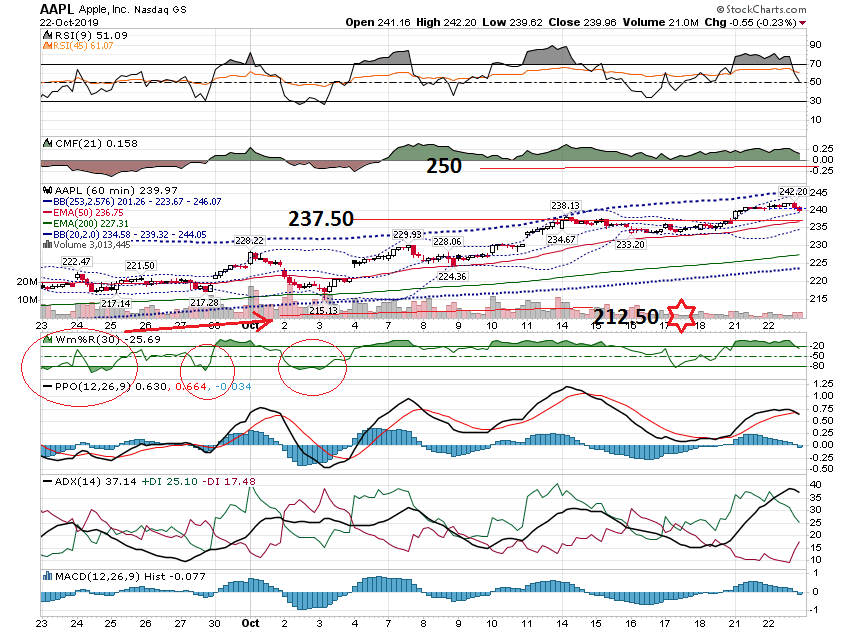 AAPL Apple, Inc. Nasdaq GS © StockCharts.com
22-Oct-2019 Open 241.16 High 242.20 Low 239.62 Close 239.96 Volume 21.0M Chg -0.55 (-0.23%)
RSI(9) 51.09
RSI(45) 61.07
90
70
50
30
10
CMF(21) 0.158
0.25
0.00
-0.25
250
AAPL (60 min) 239.97
BB(253,2.576) 201.26 - 223.67 - 246.07
EMA(50) 236.75
EMA(200) 227.31
BB(20,2.0) 234.58 - 239.32 - 244.05
Volume 3,013,445
237.50
242.20
238.13
234.67
233.20
229.93
228.06
224.36
228.22
222.47
221.50
217.14
217.28
215.13
245
240
235
230
225
220
215
20M
10M
212.50
23 24 25 26 27 30 Oct 2 3 4 7 8 9 10 11 14 15 16 17 18 21 22
Wm%R(30) -25.69
-20
-50
-80
PPO(12,26,9) 0.630, 0.664, -0.034
1.25
1.00
0.75
0.50
0.25
0.00
-0.25
-0.50
ADX(14) 37.14 +DI 25.10 -DI 17.48
40
35
30
25
20
15
10
MACD(12,26,9) Hist -0.077
1
0
-1
23 24 25 26 27 30 Oct 2 3 4 7 8 9 10 11 14 15 16 17 18 21 22